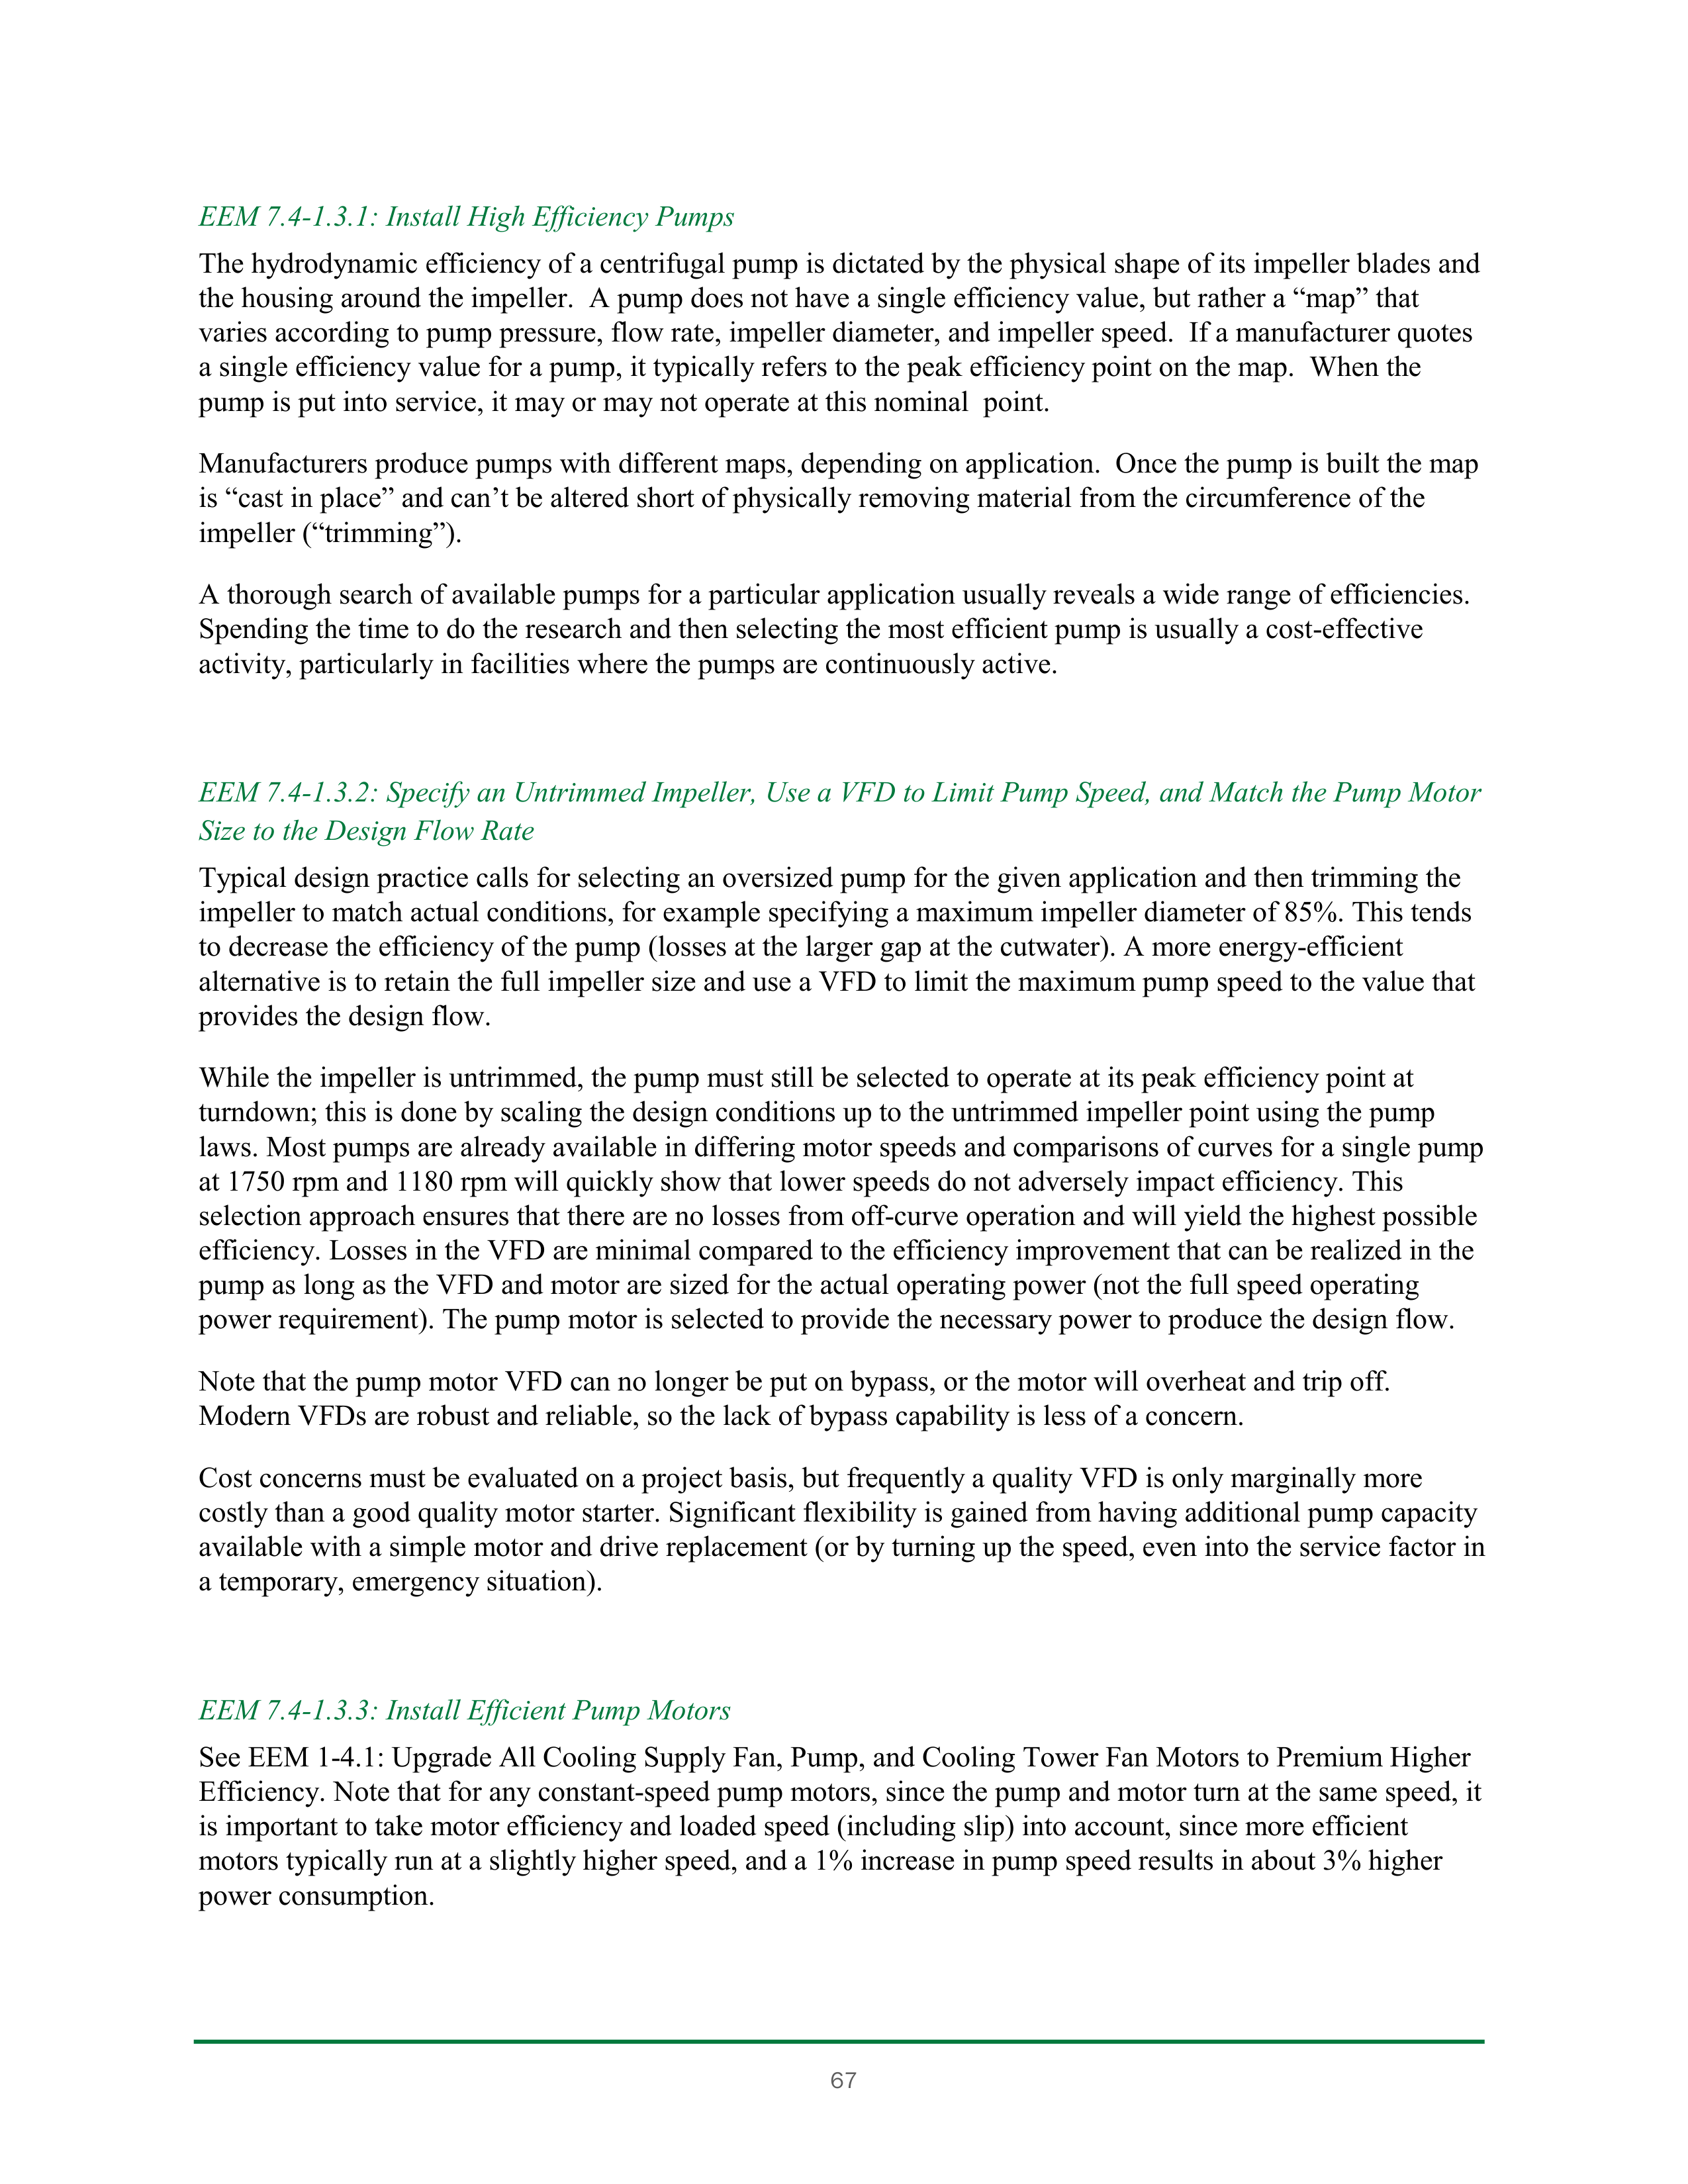 EEM 7.4-1.3.1: Install High Efficiency Pumps
The hydrodynamic efficiency of a centrifugal pump is dictated by the physical shape of its impeller blades and
the housing around the impeller.  A pump does not have a single efficiency value, but rather a “map” that
varies according to pump pressure, flow rate, impeller diameter, and impeller speed.  If a manufacturer quotes
a single efficiency value for a pump, it typically refers to the peak efficiency point on the map.  When the
pump is put into service, it may or may not operate at this nominal  point.
Manufacturers produce pumps with different maps, depending on application.  Once the pump is built the map
is “cast in place” and can’t be altered short of physically removing material from the circumference of the
impeller (“trimming”).
A thorough search of available pumps for a particular application usually reveals a wide range of efficiencies.
Spending the time to do the research and then selecting the most efficient pump is usually a cost-effective
activity, particularly in facilities where the pumps are continuously active.
EEM 7.4-1.3.2: Specify an Untrimmed Impeller, Use a VFD to Limit Pump Speed, and Match the Pump Motor
Size to the Design Flow Rate
Typical design practice calls for selecting an oversized pump for the given application and then trimming the
impeller to match actual conditions, for example specifying a maximum impeller diameter of 85%. This tends
to decrease the efficiency of the pump (losses at the larger gap at the cutwater). A more energy-efficient
alternative is to retain the full impeller size and use a VFD to limit the maximum pump speed to the value that
provides the design flow.
While the impeller is untrimmed, the pump must still be selected to operate at its peak efficiency point at
turndown; this is done by scaling the design conditions up to the untrimmed impeller point using the pump
laws. Most pumps are already available in differing motor speeds and comparisons of curves for a single pump
at 1750 rpm and 1180 rpm will quickly show that lower speeds do not adversely impact efficiency. This
selection approach ensures that there are no losses from off-curve operation and will yield the highest possible
efficiency. Losses in the VFD are minimal compared to the efficiency improvement that can be realized in the
pump as long as the VFD and motor are sized for the actual operating power (not the full speed operating
power requirement). The pump motor is selected to provide the necessary power to produce the design flow.
Note that the pump motor VFD can no longer be put on bypass, or the motor will overheat and trip off.
Modern VFDs are robust and reliable, so the lack of bypass capability is less of a concern.
Cost concerns must be evaluated on a project basis, but frequently a quality VFD is only marginally more
costly than a good quality motor starter. Significant flexibility is gained from having additional pump capacity
available with a simple motor and drive replacement (or by turning up the speed, even into the service factor in
a temporary, emergency situation).
EEM 7.4-1.3.3: Install Efficient Pump Motors
See EEM 1-4.1: Upgrade All Cooling Supply Fan, Pump, and Cooling Tower Fan Motors to Premium Higher
Efficiency. Note that for any constant-speed pump motors, since the pump and motor turn at the same speed, it
is important to take motor efficiency and loaded speed (including slip) into account, since more efficient
motors typically run at a slightly higher speed, and a 1% increase in pump speed results in about 3% higher
power consumption.
67